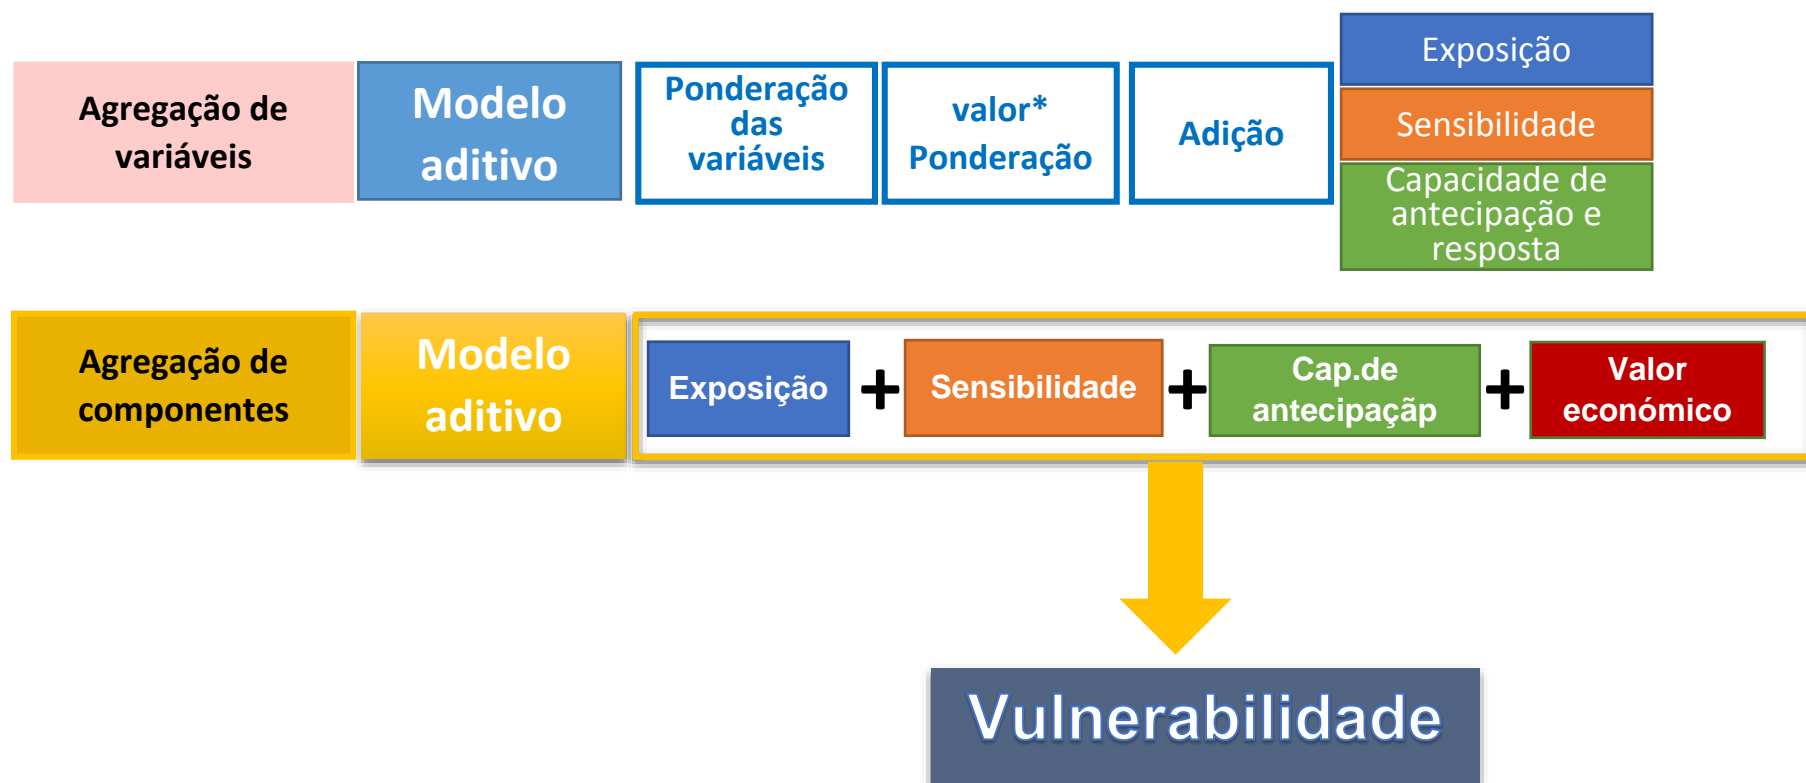 Agregação de
variáveis
Modelo
aditivo
Ponderação
das
variáveis
valor*
Ponderação
Adição
Exposição
Sensibilidade
Capacidade de
antecipação e
resposta
Agregação de
componentes
Modelo
aditivo
Exposição
+
Sensibilidade
+
Cap.de
antecipaçãp
+
Valor
económico
Vulnerabilidade